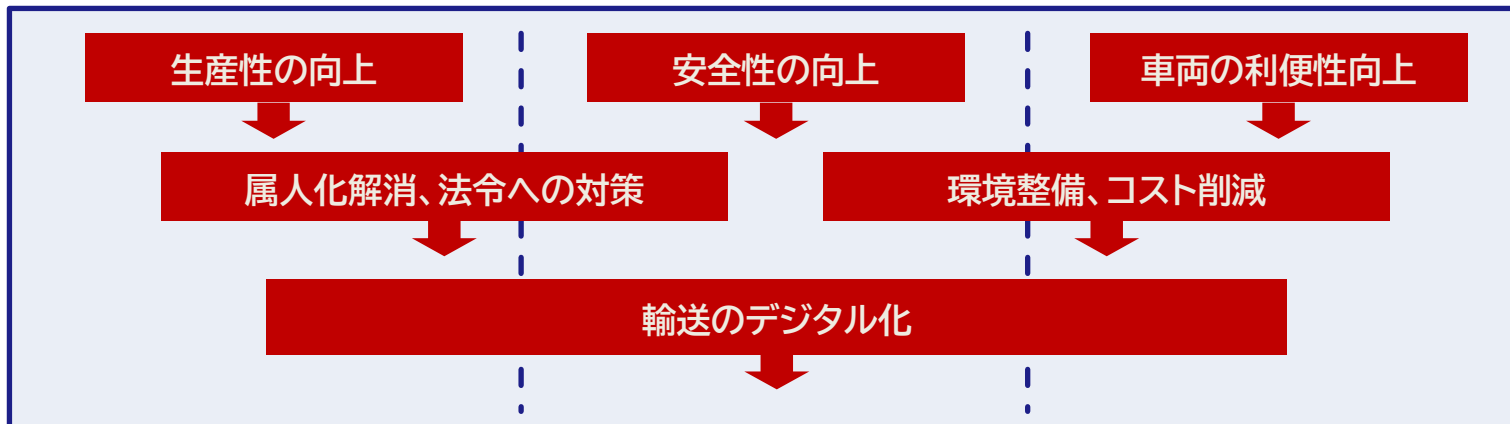 生産性の向上
安全性の向上
車両の利便性向上
属人化解消、法令への対策
環境整備、コスト削減
輸送のデジタル化